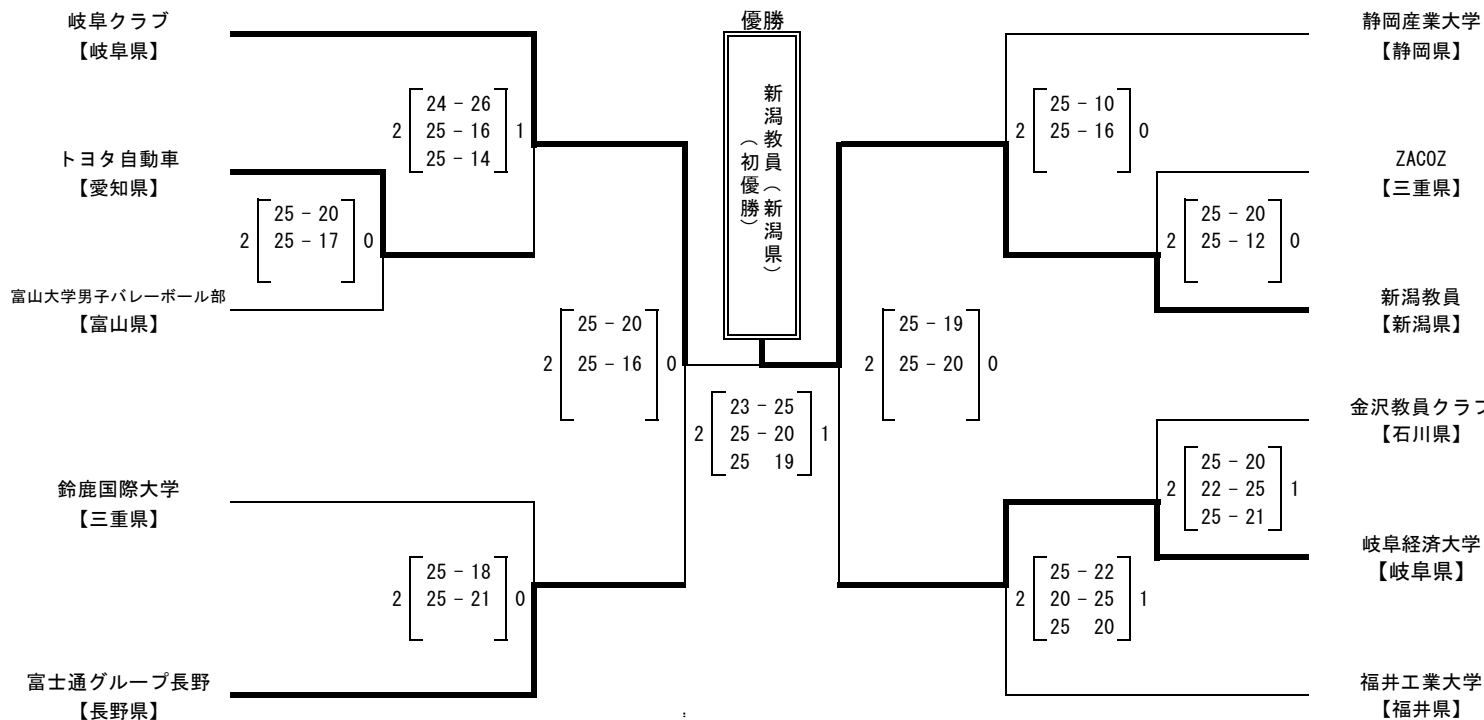 岐阜クラブ
【岐阜県】
24 - 26
2 25 - 16 1
25 - 14
トヨタ自動車
【愛知県】
25 - 20
2 25 - 17 0
富山大学男子バレーボール部
【富山県】
25 - 20
2 25 - 16 0
鈴鹿国際大学
【三重県】
25 - 18
2 25 - 21 0
富士通グループ長野
【長野県】
優勝
新潟教員(新潟県)
(初優勝)
23 - 25
2 25 - 20 1
25 19
静岡産業大学
【静岡県】
25 - 10
2 25 - 16 0
ZACOZ
【三重県】
25 - 20
2 25 - 12 0
新潟教員
【新潟県】
25 - 19
2 25 - 20 0
金沢教員クラブ
【石川県】
25 - 20
2 22 - 25 1
25 - 21
岐阜経済大学
【岐阜県】
25 - 22
2 20 - 25 1
25 20
福井工業大学
【福井県】